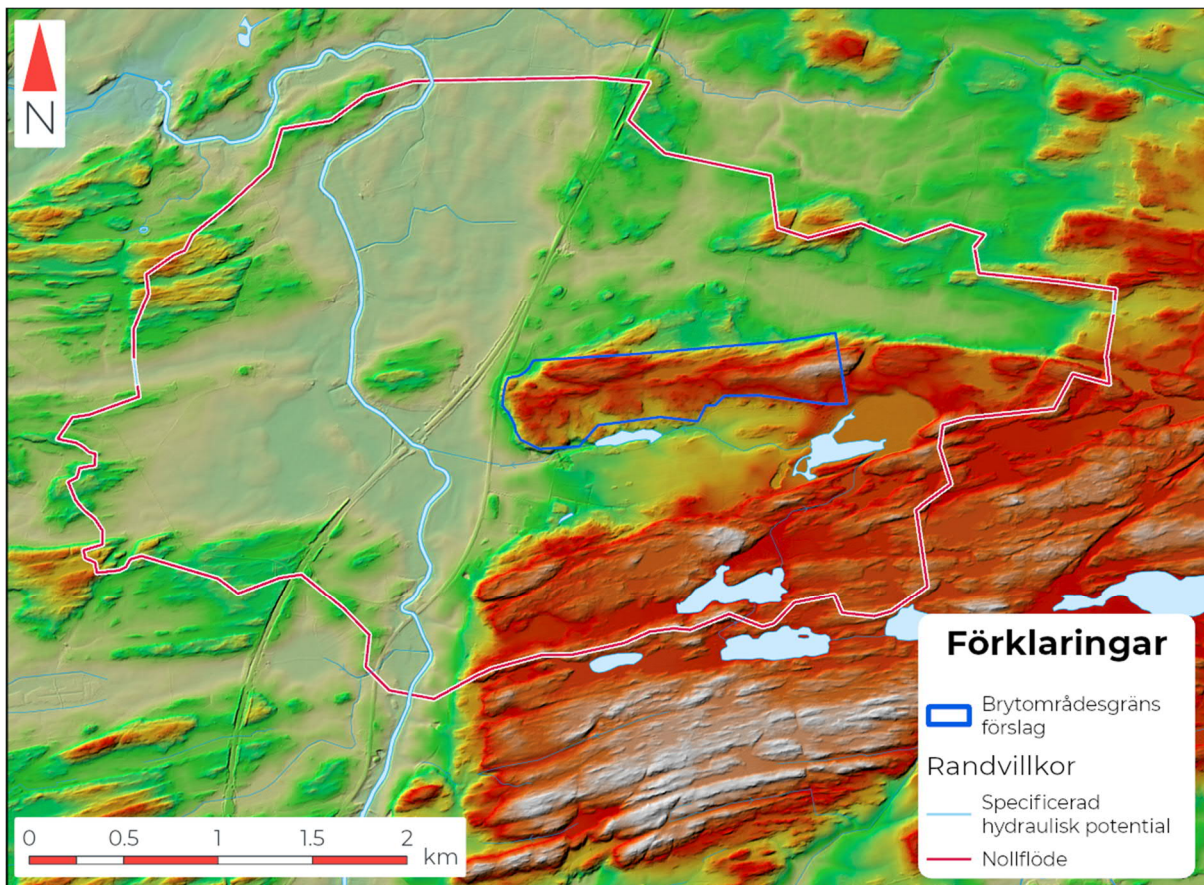 N
Förklaringar
Brytområdesgräns
förslag
Randvillkor
Specificerad
hydraulisk potential
Nollflöde
0 0.5 1 1.5 2
km